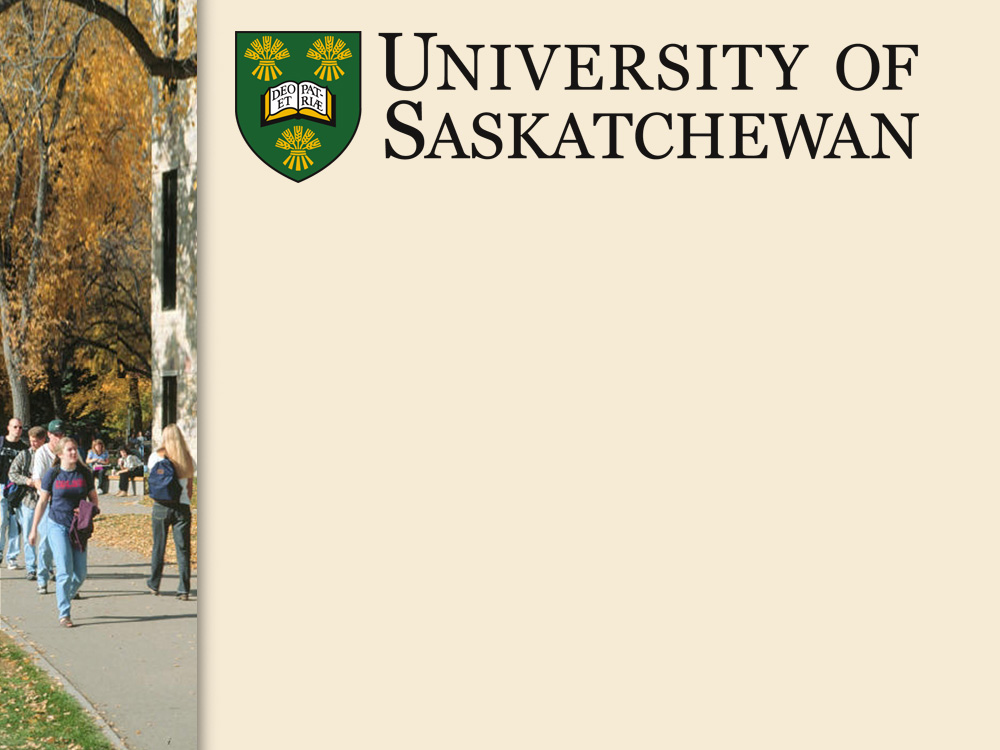 DEO PAT-
ET RIÆ
UNIVERSITY OF
SASKATCHEWAN